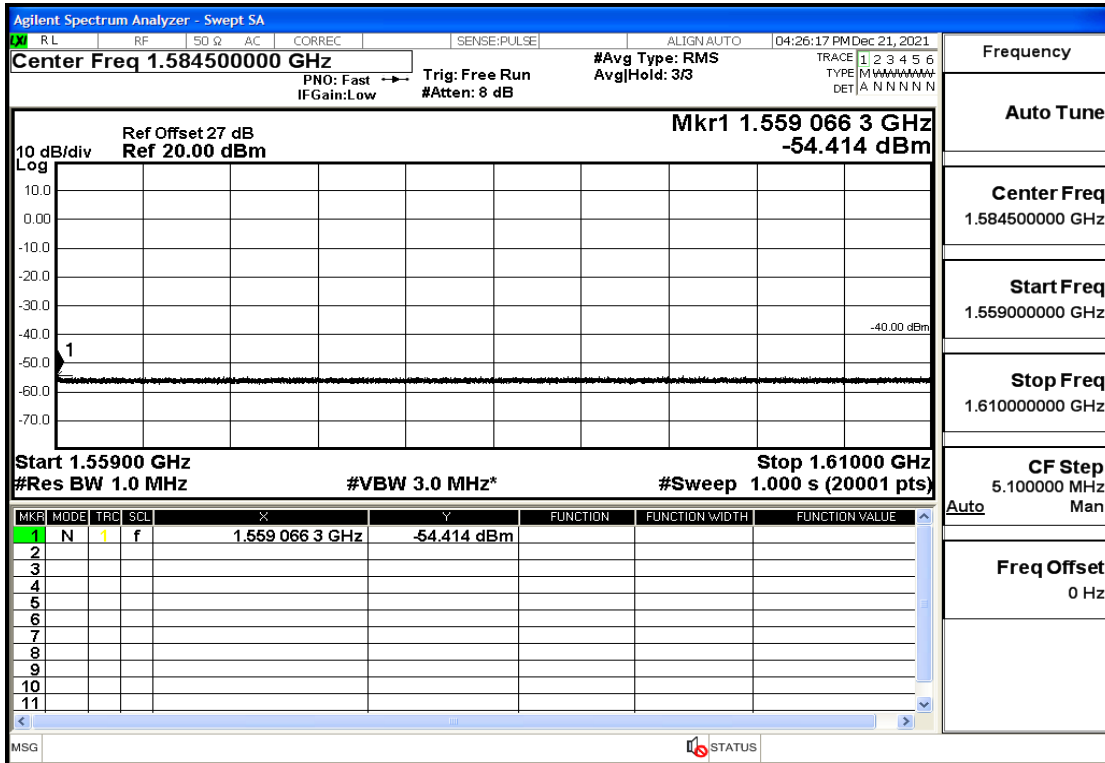 Agilent Spectrum Analyzer - Swept SA
LXI RL RF 50 Ω AC CORREC SENSE:PULSE ALIGN AUTO 04:26:17 PM Dec 21, 2021
Center Freq 1.584500000 GHz
PNO: Fast
IFGain:Low
Trig: Free Run
#Atten: 8 dB
#Avg Type: RMS
Avg|Hold: 3/3
TRACE 1 2 3 4 5 6
TYPE M WWWWW
DET A N N N N N
Ref Offset 27 dB
Ref 20.00 dBm
10 dB/div
Log
Mkr1 1.559 066 3 GHz
-54.414 dBm
10.0
0.00
-10.0
-20.0
-30.0
-40.0
-50.0
-60.0
-70.0
-40.00 dBm
1
Start 1.55900 GHz
Stop 1.61000 GHz
#Res BW 1.0 MHz
#VBW 3.0 MHz*
#Sweep 1.000 s (20001 pts)
MKR MODE TRC SCL X Y FUNCTION FUNCTION WIDTH FUNCTION VALUE
1 N 1 f 1.559 066 3 GHz -54.414 dBm
2
3
4
5
6
7
8
9
10
11
MSG
STATUS
Frequency
Auto Tune
Center Freq
1.584500000 GHz
Start Freq
1.559000000 GHz
Stop Freq
1.610000000 GHz
CF Step
5.100000 MHz
Auto Man
Freq Offset
0 Hz